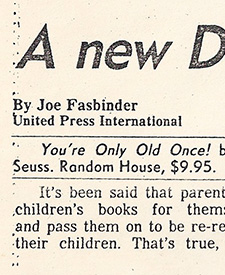 A new D
By Joe Fasbinder
United Press International
You're Only Old Once! b
Seuss. Random House, $9.95.
It's been said that parent
children's books for thems
and pass them on to be re-re
their children. That's true,